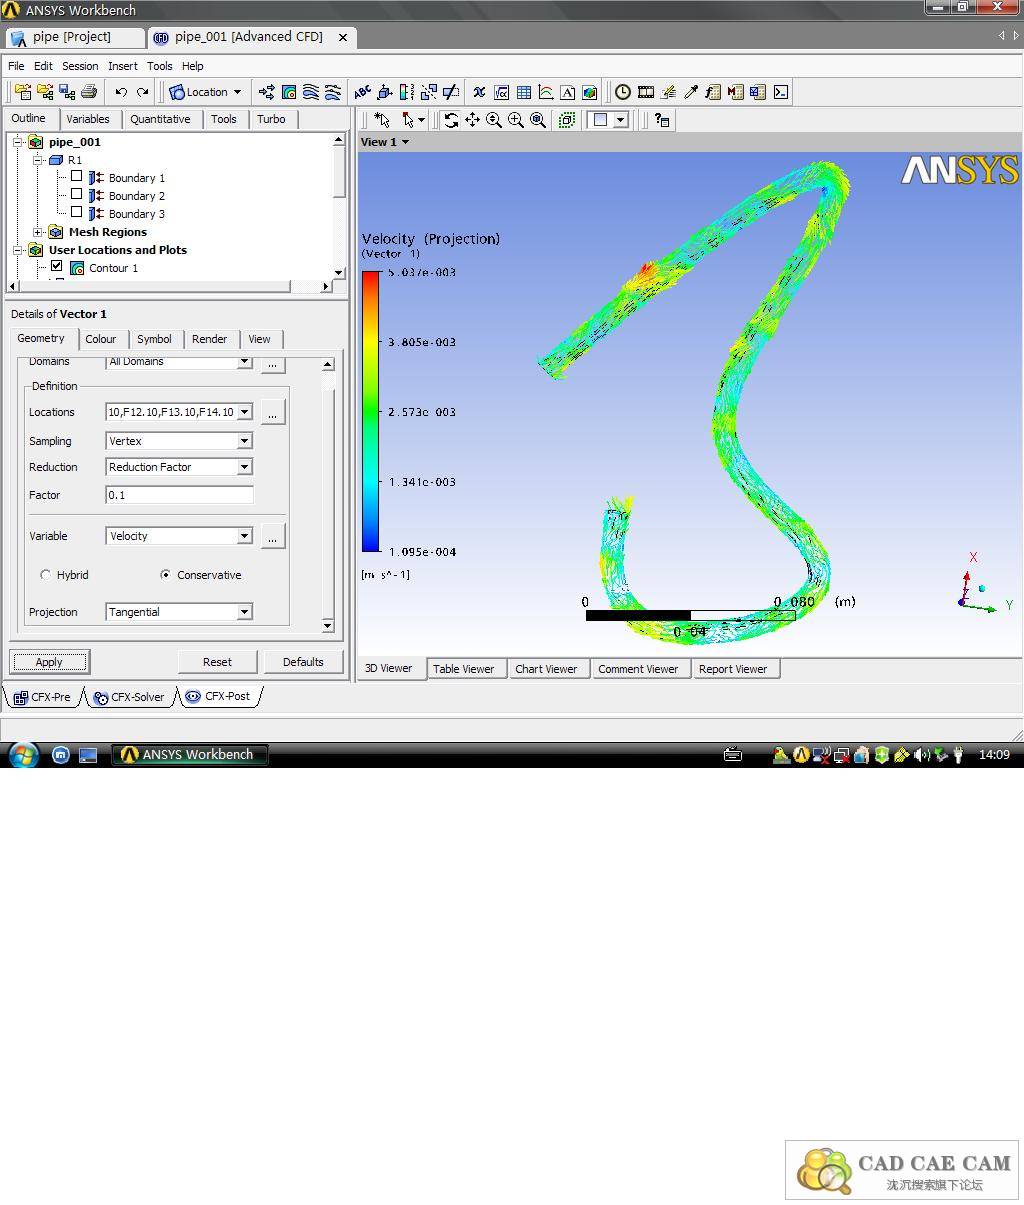 ANSYS Workbench
pipe [Project]
pipe_001 [Advanced CFD]
File Edit Session Insert Tools Help
Location
Outline Variables Quantitative Tools Turbo
pipe_001
R1
Boundary 1
Boundary 2
Boundary 3
Mesh Regions
User Locations and Plots
Contour 1
Details of Vector 1
Geometry Colour Symbol Render View
Domains All Domains ...
Definition
Locations 10,F12.10,F13.10,F14.10 ...
Sampling Vertex
Reduction Reduction Factor
Factor 0.1
Variable Velocity ...
Hybrid Conservative
Projection Tangential
Apply Reset Defaults
View 1
ANSYS
Velocity (Projection)
(Vector 1)
5.037e-003
3.805e-003
2.573e-003
1.341e-003
1.095e-004
[m s^-1]
0 0.080 (m)
0.04
X
Y
Z
3D Viewer Table Viewer Chart Viewer Comment Viewer Report Viewer
CFX-Pre CFX-Solver CFX-Post
ANSYS Workbench
14:09
CAD CAE CAM
沈沉搜索旗下论坛